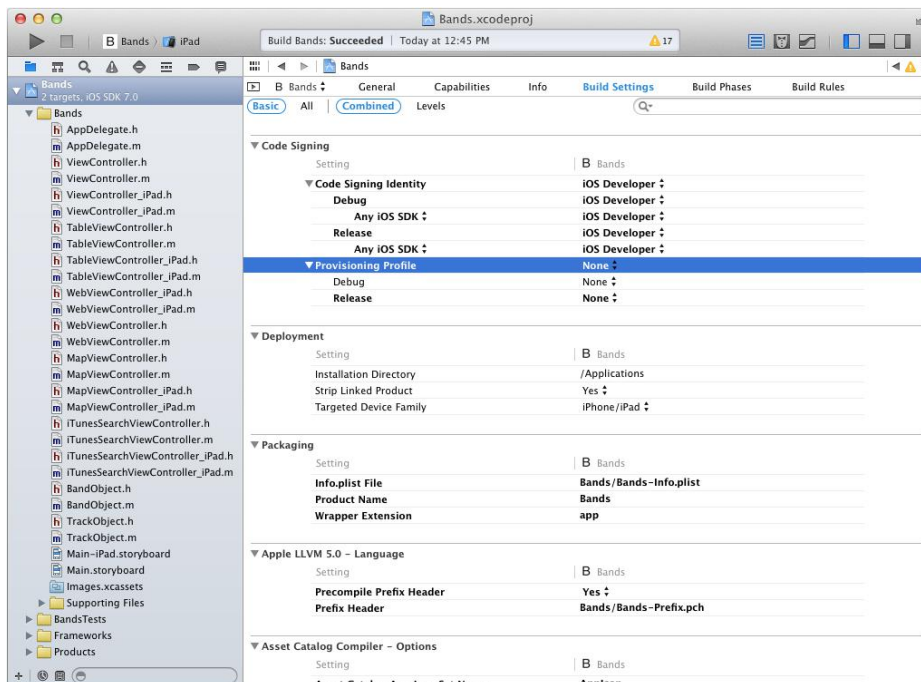 Bands.xcodeproj
B Bands iPad
Build Bands: Succeeded | Today at 12:45 PM
17
Bands
Bands
2 targets, iOS SDK 7.0
Bands
h AppDelegate.h
m AppDelegate.m
h ViewController.h
m ViewController.m
h ViewController_iPad.h
m ViewController_iPad.m
h TableViewController.h
m TableViewController.m
h TableViewController_iPad.h
m TableViewController_iPad.m
h WebViewController_iPad.h
m WebViewController_iPad.m
h WebViewController.h
m WebViewController.m
h MapViewController.h
m MapViewController.m
h MapViewController_iPad.h
m MapViewController_iPad.m
h iTunesSearchViewController.h
m iTunesSearchViewController.m
h iTunesSearchViewController_iPad.h
m iTunesSearchViewController_iPad.m
h BandObject.h
m BandObject.m
h TrackObject.h
m TrackObject.m
Main-iPad.storyboard
Main.storyboard
Images.xcassets
Supporting Files
BandsTests
Frameworks
Products
B Bands General Capabilities Info Build Settings Build Phases Build Rules
Basic All Combined Levels
Code Signing
Setting B Bands
Code Signing Identity iOS Developer
Debug iOS Developer
Any iOS SDK iOS Developer
Release iOS Developer
Any iOS SDK iOS Developer
Provisioning Profile None
Debug None
Release None
Deployment
Setting B Bands
Installation Directory /Applications
Strip Linked Product Yes
Targeted Device Family iPhone/iPad
Packaging
Setting B Bands
Info.plist File Bands/Bands-Info.plist
Product Name Bands
Wrapper Extension app
Apple LLVM 5.0 - Language
Setting B Bands
Precompile Prefix Header Yes
Prefix Header Bands/Bands-Prefix.pch
Asset Catalog Compiler - Options
Setting B Bands